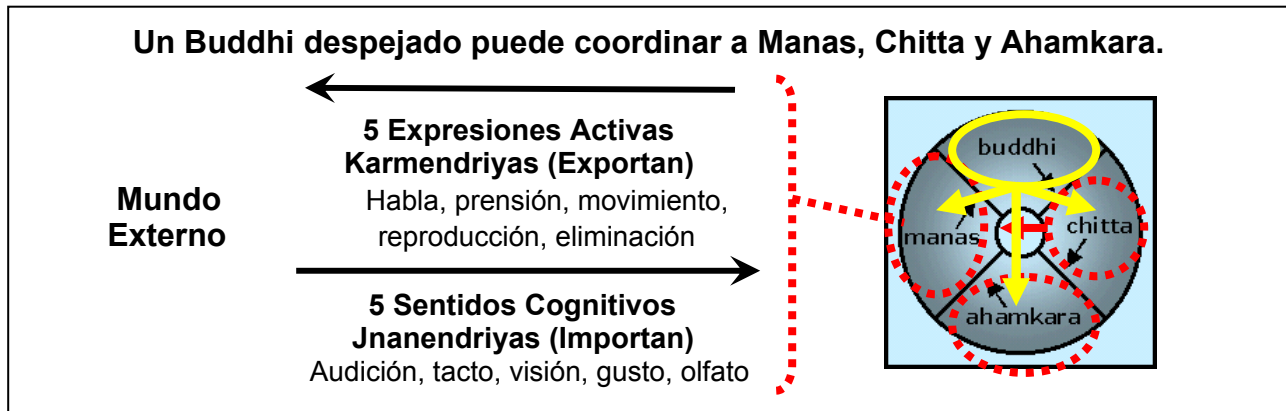 Un Buddhi despejado puede coordinar a Manas, Chitta y Ahamkara.
5 Expresiones Activas
Karmendriyas (Exportan)
Habla, prensión, movimiento,
reproducción, eliminación
Mundo
Externo
5 Sentidos Cognitivos
Jnanendriyas (Importan)
Audición, tacto, visión, gusto, olfato
buddhi
manas
chitta
ahamkara